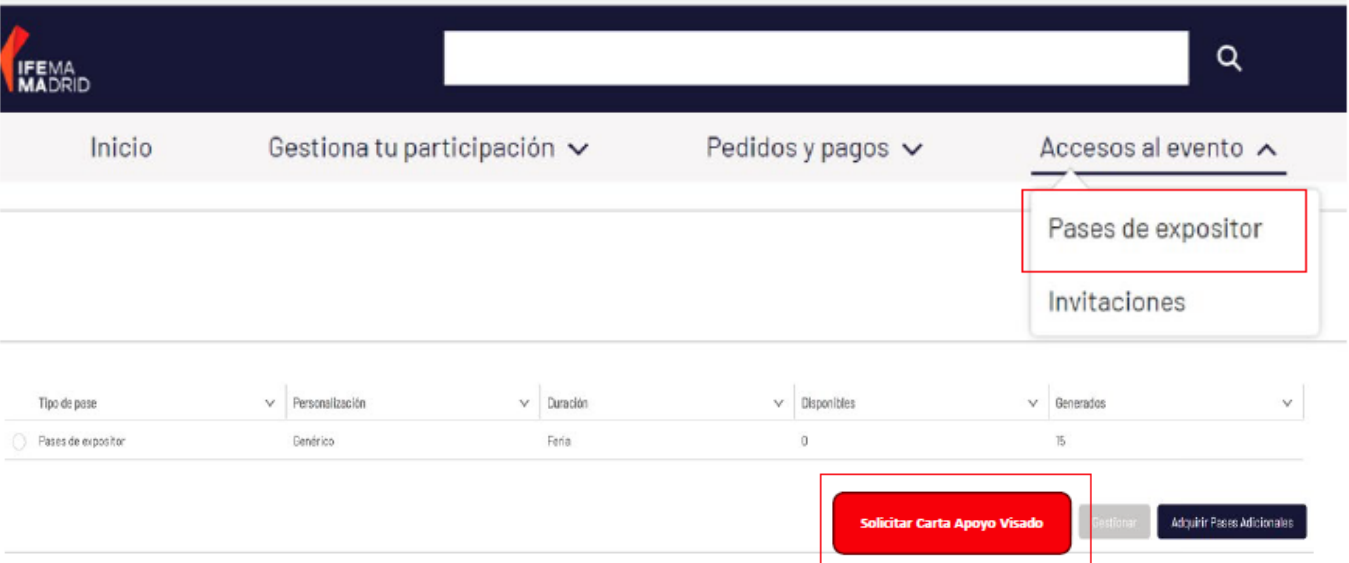 IFEMA
MADRID
Inicio Gestiona tu participación Pedidos y pagos Accesos al evento
Pases de expositor
Invitaciones
Tipo de pase Personalización Duración Disponibles Generados
Pases de expositor Genérico Feria 0 15
Solicitar Carta Apoyo Visado Gestionar Adquirir Pases Adicionales